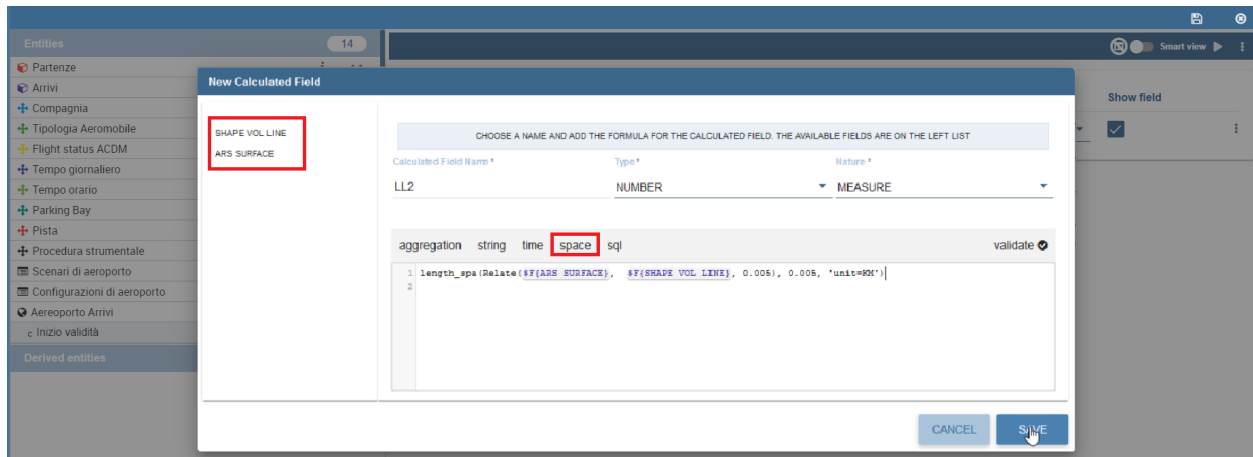 Entities 14
Smart view
Partenze
Arrivi
Compagnia
Tipologia Aeromobile
Flight status ACDM
Tempo giornaliero
Tempo orario
Parking Bay
Pista
Procedura strumentale
Scenari di aeroporto
Configurazioni di aeroporto
Aereoporto Arrivi
c Inizio validità
Derived entities
Show field
New Calculated Field
SHAPE VOL LINE
ARS SURFACE
CHOOSE A NAME AND ADD THE FORMULA FOR THE CALCULATED FIELD. THE AVAILABLE FIELDS ARE ON THE LEFT LIST
Calculated Field Name * Type * Nature *
LL2 NUMBER MEASURE
aggregation string time space sql validate
1 length_spa(Relate($F{ARS SURFACE}, $F{SHAPE VOL LINE}, 0.005), 0.005, 'unit=KM')
2
CANCEL SAVE